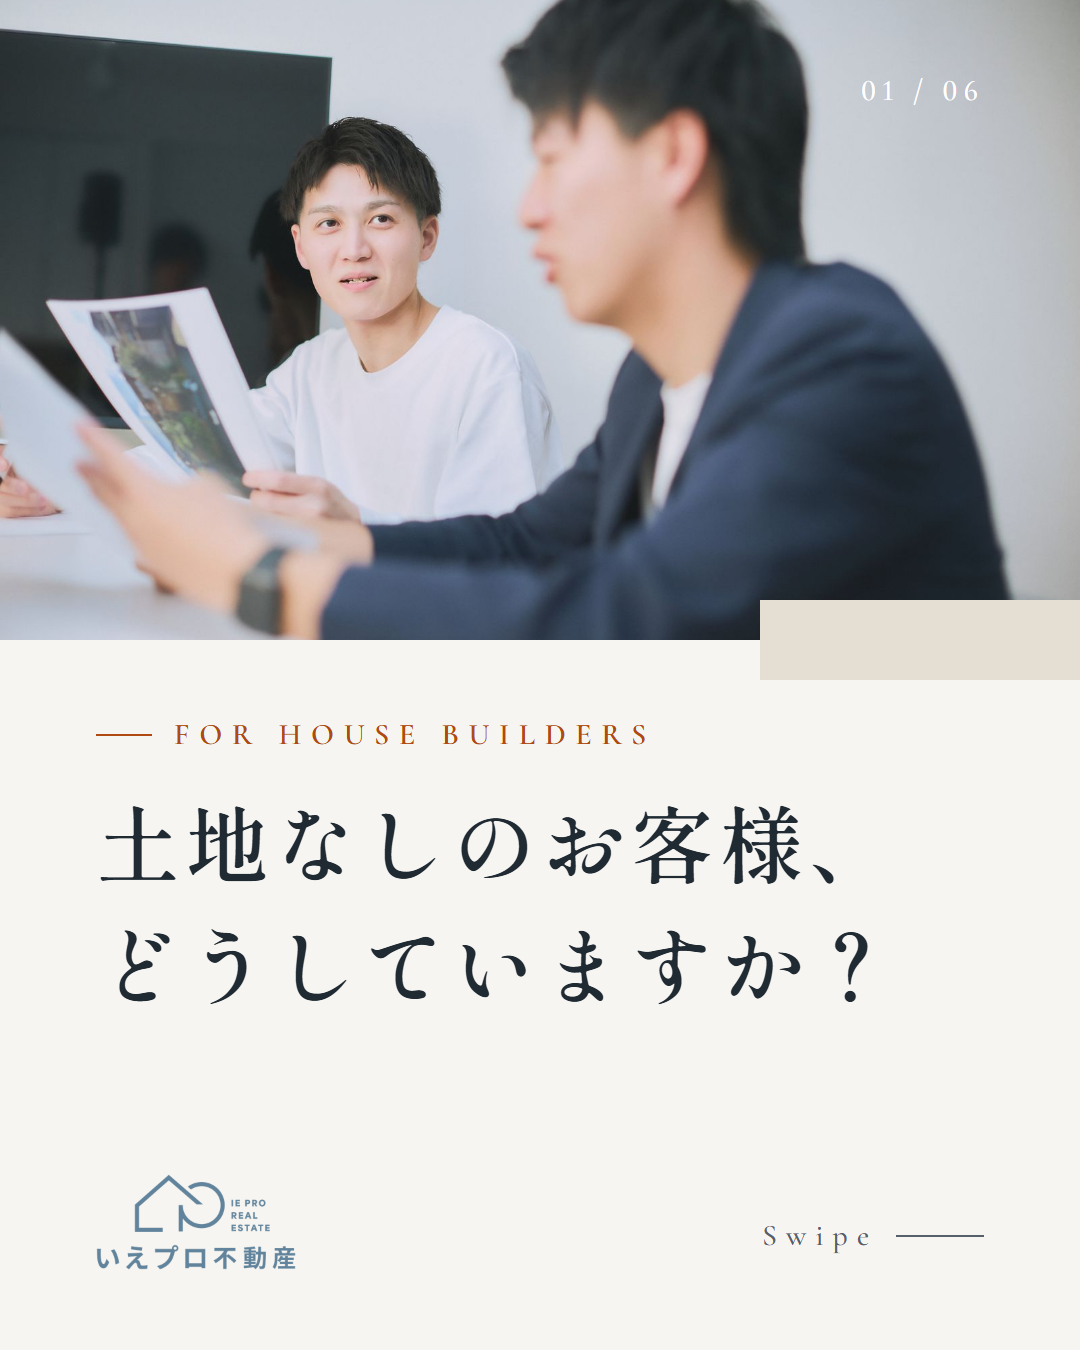 01 / 06
FOR HOUSE BUILDERS
土地なしのお客様、
どうしていますか？
IE PRO
REAL
ESTATE
いえプロ不動産
Swipe